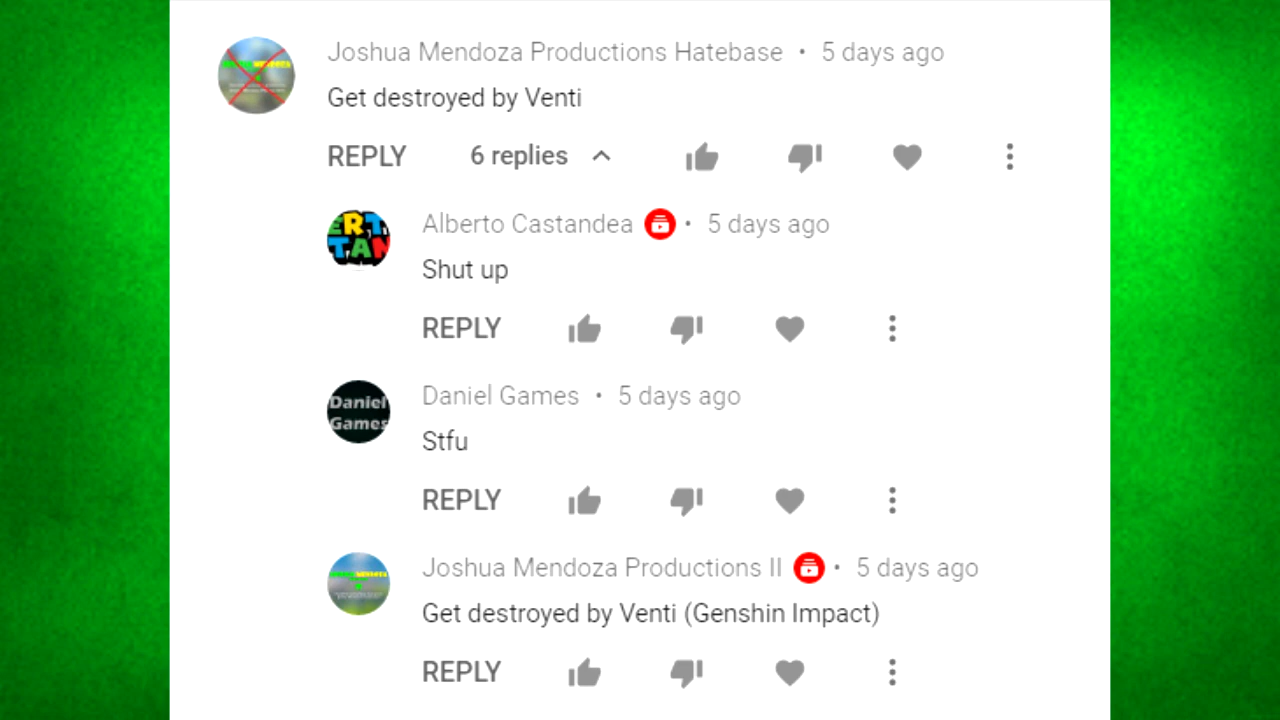 Joshua Mendoza Productions Hatebase • 5 days ago
Get destroyed by Venti
REPLY 6 replies
Alberto Castandea • 5 days ago
Shut up
REPLY
Daniel Games • 5 days ago
Daniel
Games
Stfu
REPLY
Joshua Mendoza Productions II • 5 days ago
Get destroyed by Venti (Genshin Impact)
REPLY